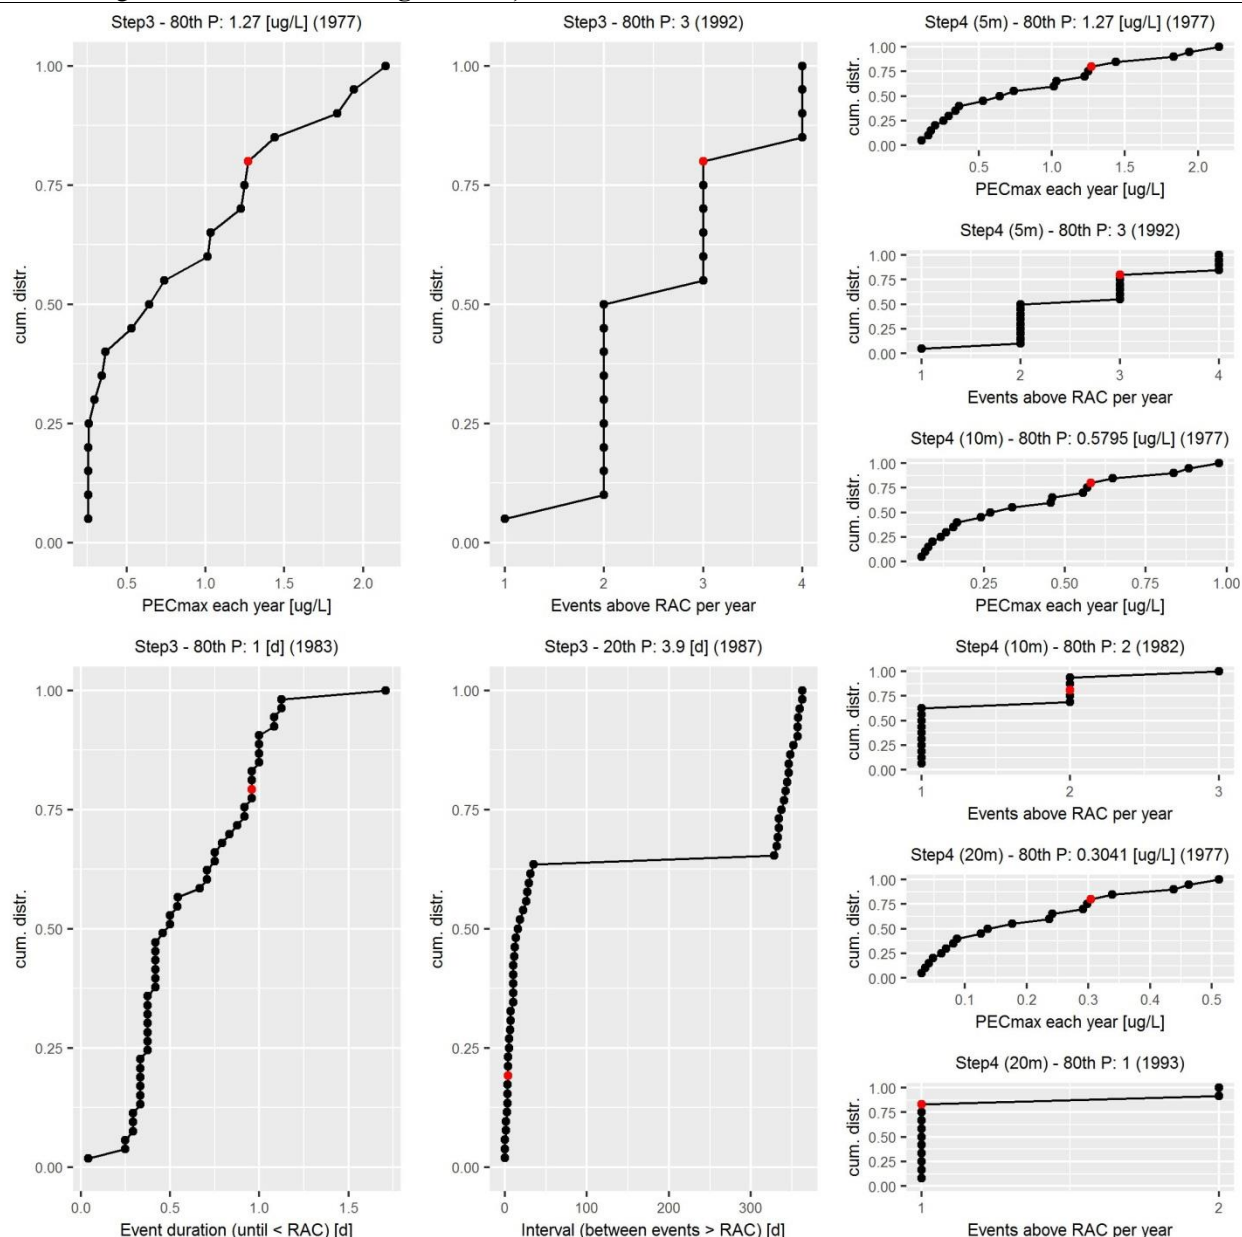 Step3 - 80th P: 1.27 [ug/L] (1977)
cum. distr.
1.00
0.75
0.50
0.25
0.00
0.5 1.0 1.5 2.0
PECmax each year [ug/L]
Step3 - 80th P: 3 (1992)
cum. distr.
1.00
0.75
0.50
0.25
0.00
1 2 3 4
Events above RAC per year
Step4 (5m) - 80th P: 1.27 [ug/L] (1977)
cum. distr.
1.00
0.75
0.50
0.25
0.00
0.5 1.0 1.5 2.0
PECmax each year [ug/L]
Step4 (5m) - 80th P: 3 (1992)
cum. distr.
1.00
0.75
0.50
0.25
0.00
1 2 3 4
Events above RAC per year
Step4 (10m) - 80th P: 0.5795 [ug/L] (1977)
cum. distr.
1.00
0.75
0.50
0.25
0.00
0.25 0.50 0.75 1.00
PECmax each year [ug/L]
Step3 - 80th P: 1 [d] (1983)
cum. distr.
1.00
0.75
0.50
0.25
0.00
0.0 0.5 1.0 1.5
Event duration (until < RAC) [d]
Step3 - 20th P: 3.9 [d] (1987)
cum. distr.
1.00
0.75
0.50
0.25
0.00
0 100 200 300
Interval (between events > RAC) [d]
Step4 (10m) - 80th P: 2 (1982)
cum. distr.
1.00
0.75
0.50
0.25
0.00
1 2 3
Events above RAC per year
Step4 (20m) - 80th P: 0.3041 [ug/L] (1977)
cum. distr.
1.00
0.75
0.50
0.25
0.00
0.1 0.2 0.3 0.4 0.5
PECmax each year [ug/L]
Step4 (20m) - 80th P: 1 (1993)
cum. distr.
1.00
0.75
0.50
0.25
0.00
1 2
Events above RAC per year